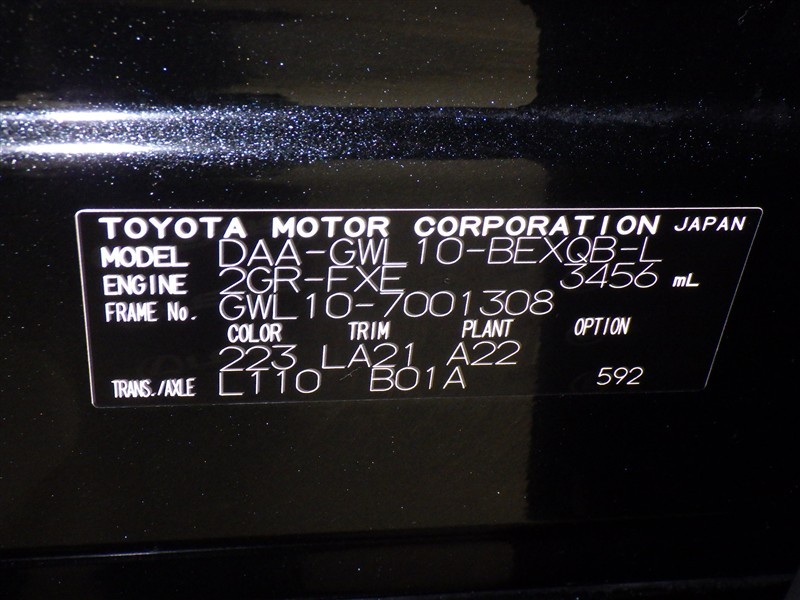 TOYOTA MOTOR CORPORATION JAPAN
MODEL DAA-GWL10-BEXQB-L
ENGINE 2GR-FXE 3456 mL
FRAME No. GWL10-7001308
COLOR TRIM PLANT OPTION
223 LA21 A22
TRANS./AXLE L110 B01A 592